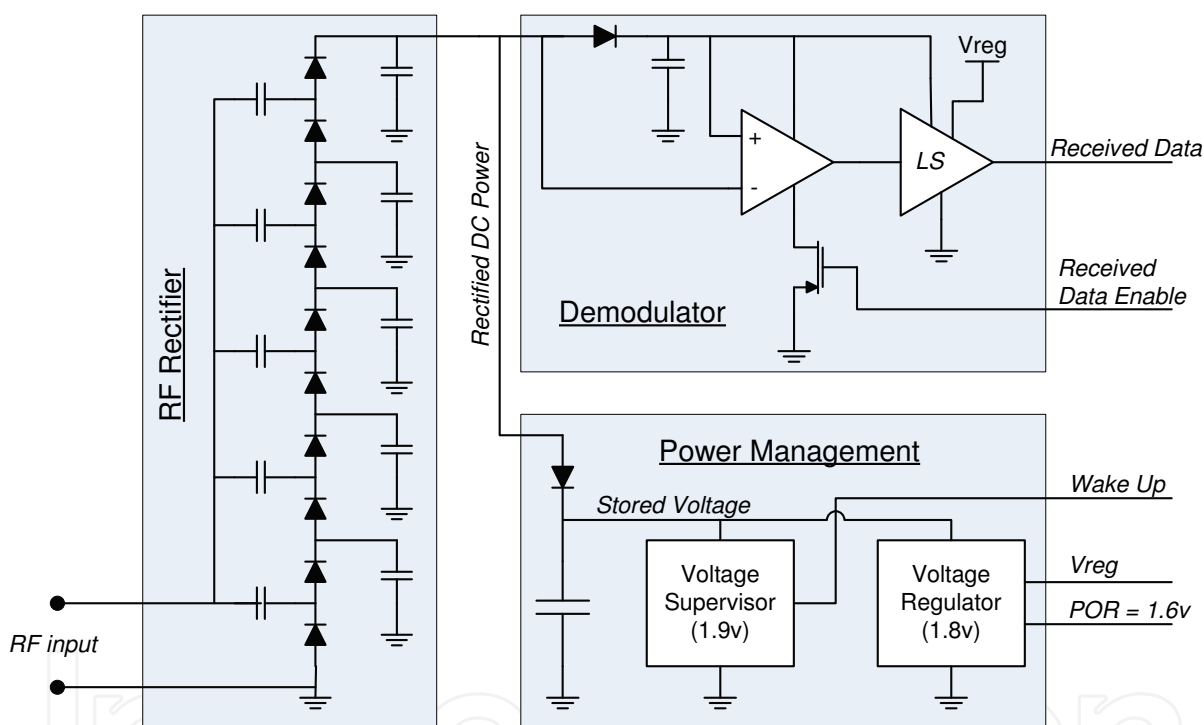 RF Rectifier
RF input
Rectified DC Power
Vreg
+
-
LS
Received Data
Received
Data Enable
Demodulator
Power Management
Stored Voltage
Wake Up
Voltage
Supervisor
(1.9v)
Voltage
Regulator
(1.8v)
Vreg
POR = 1.6v